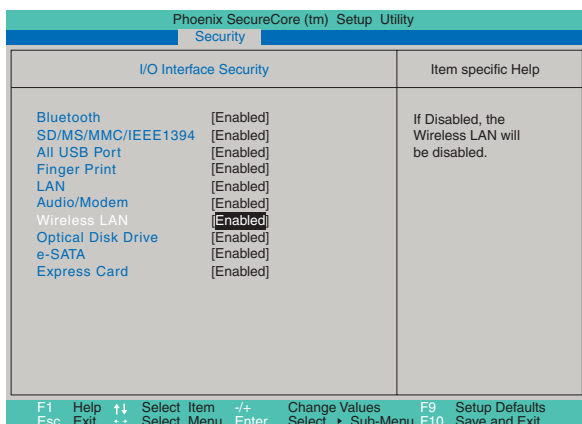 Phoenix SecureCore (tm) Setup Utility
Security
I/O Interface Security
Item specific Help
Bluetooth [Enabled]
SD/MS/MMC/IEEE1394 [Enabled]
All USB Port [Enabled]
Finger Print [Enabled]
LAN [Enabled]
Audio/Modem [Enabled]
Wireless LAN [Enabled]
Optical Disk Drive [Enabled]
e-SATA [Enabled]
Express Card [Enabled]
If Disabled, the
Wireless LAN will
be disabled.
F1 Help ↑↓ Select Item -/+ Change Values F9 Setup Defaults
Esc Exit ←→ Select Menu Enter Select ▸ Sub-Menu F10 Save and Exit